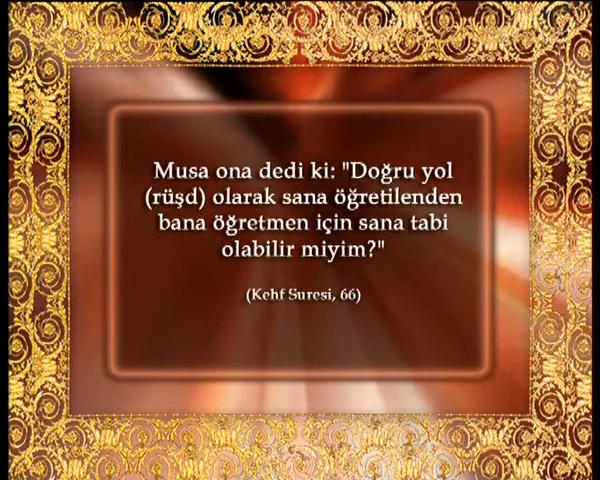 Musa ona dedi ki: "Doğru yol
(rüşd) olarak sana öğretilenden
bana öğretmen için sana tabi
olabilir miyim?"
(Kehf Suresi, 66)